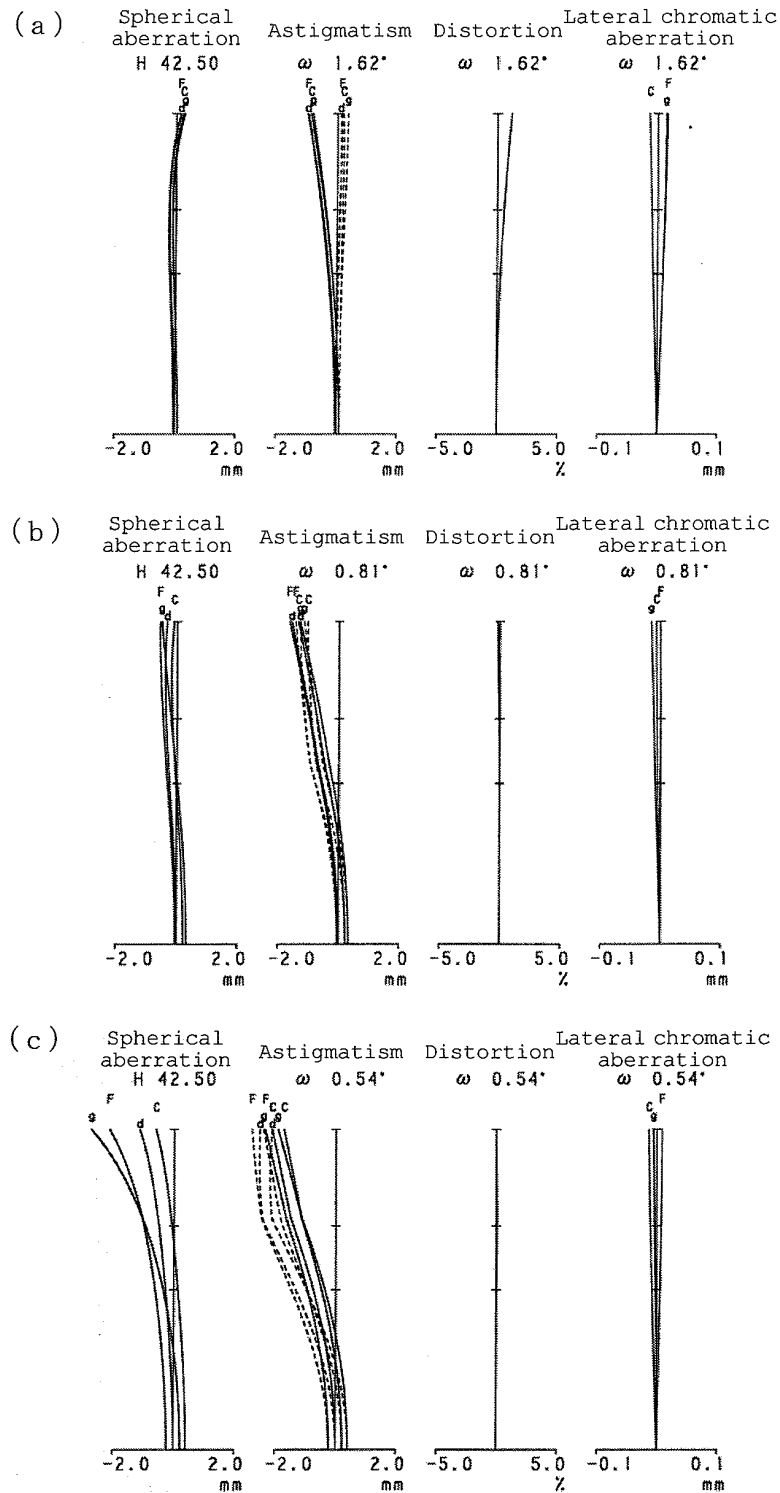 (a)
Spherical aberration
H 42.50
Astigmatism
ω 1.62°
Distortion
ω 1.62°
Lateral chromatic aberration
ω 1.62°
F
C
g
d
F
C
g
d
F
C
g
d
C
F
g
-2.0 2.0
mm
-2.0 2.0
mm
-5.0 5.0
%
-0.1 0.1
mm
(b)
Spherical aberration
H 42.50
Astigmatism
ω 0.81°
Distortion
ω 0.81°
Lateral chromatic aberration
ω 0.81°
F
g
d
C
g
C
F
-2.0 2.0
mm
-2.0 2.0
mm
-5.0 5.0
%
-0.1 0.1
mm
(c)
Spherical aberration
H 42.50
Astigmatism
ω 0.54°
Distortion
ω 0.54°
Lateral chromatic aberration
ω 0.54°
g
F
d
C
F
C
g
F
-2.0 2.0
mm
-2.0 2.0
mm
-5.0 5.0
%
-0.1 0.1
mm